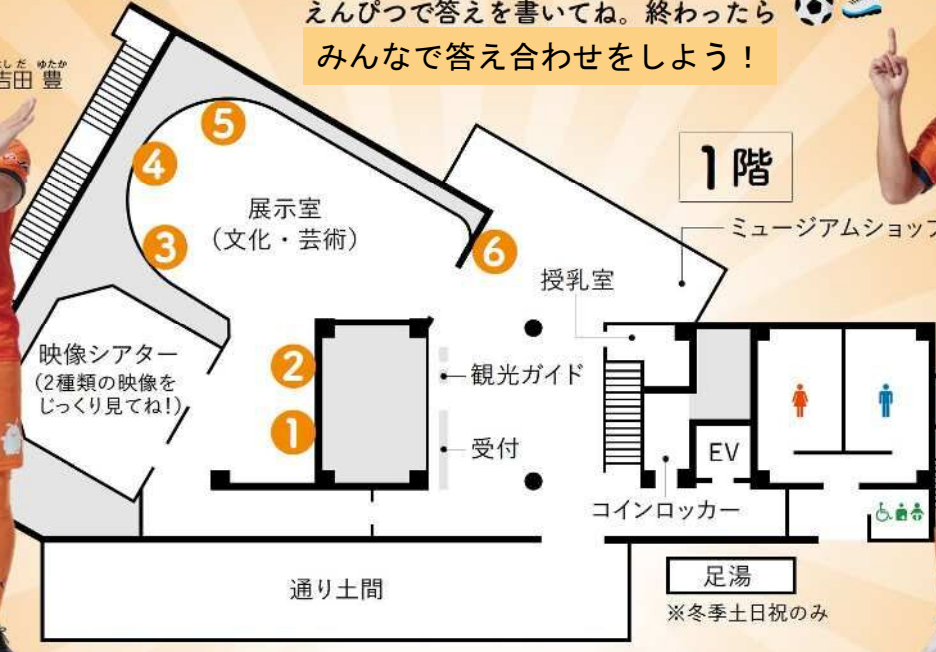 えんぴつで答えを書いてね。終わったら
みんなで答え合わせをしよう！
吉田 豊
ゆたか
1階
5
4
3
展示室
（文化・芸術）
6
ミュージアムショップ
授乳室
映像シアター
（2種類の映像を
じっくり見てね！）
2
1
観光ガイド
受付
EV
コインロッカー
通り土間
足湯
※冬季土日祝のみ